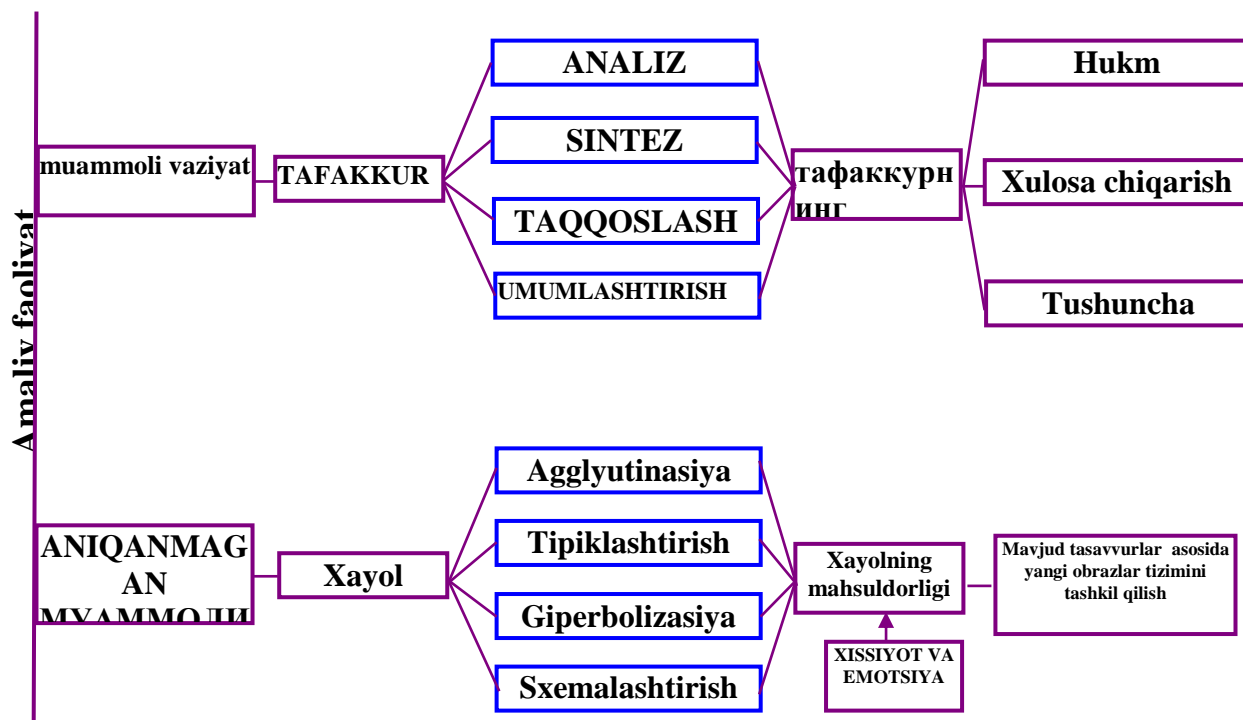 Amaliy faoliyat
muammoli vaziyat
TAFAKKUR
ANALIZ
SINTEZ
TAQQOSLASH
UMUMLASHTIRISH
тафаккурн
инг
Hukm
Xulosa chiqarish
Tushuncha
ANIQANMAG
AN
МУАММОЛИ
Xayol
Agglyutinasiya
Tipiklashtirish
Giperbolizasiya
Sxemalashtirish
Xayolning
mahsuldorligi
XISSIYOT VA
EMOTSIYA
Mavjud tasavvurlar asosida
yangi obrazlar tizimini
tashkil qilish